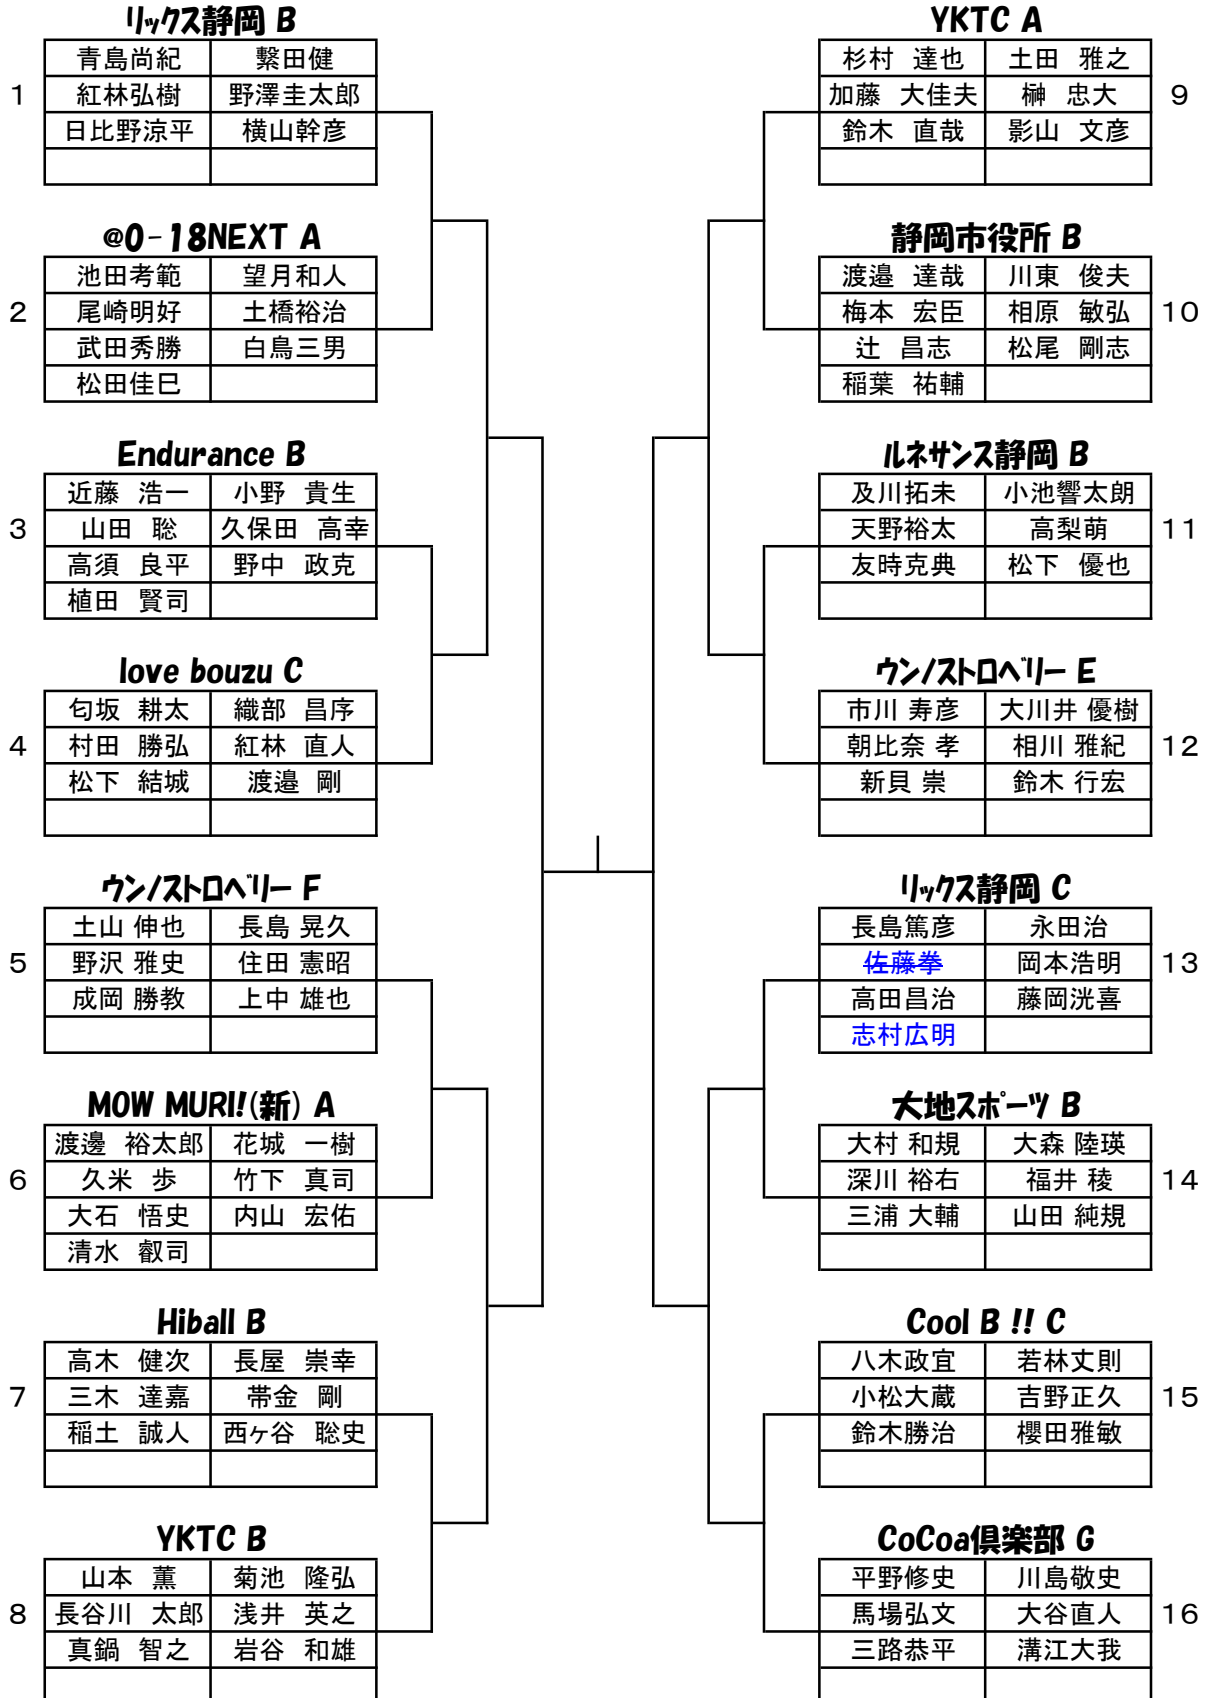 リックス静岡 B
青島尚紀 繋田健
1 紅林弘樹 野澤圭太郎
日比野涼平 横山幹彦
@0-18NEXT A
池田考範 望月和人
2 尾崎明好 土橋裕治
武田秀勝 白鳥三男
松田佳巳
Endurance B
近藤 浩一 小野 貴生
3 山田 聡 久保田 高幸
高須 良平 野中 政克
植田 賢司
love bouzu C
匂坂 耕太 織部 昌序
4 村田 勝弘 紅林 直人
松下 結城 渡邉 剛
ウンノストロベリー F
土山 伸也 長島 晃久
5 野沢 雅史 住田 憲昭
成岡 勝教 上中 雄也
MOW MURI!(新) A
渡邊 裕太郎 花城 一樹
6 久米 歩 竹下 真司
大石 悟史 内山 宏佑
清水 叡司
Hiball B
高木 健次 長屋 崇幸
7 三木 達嘉 帯金 剛
稲土 誠人 西ヶ谷 聡史
YKTC B
山本 薫 菊池 隆弘
8 長谷川 太郎 浅井 英之
真鍋 智之 岩谷 和雄
YKTC A
杉村 達也 土田 雅之
加藤 大佳夫 榊 忠大 9
鈴木 直哉 影山 文彦
静岡市役所 B
渡邉 達哉 川東 俊夫
梅本 宏臣 相原 敏弘 10
辻 昌志 松尾 剛志
稲葉 祐輔
ルネサンス静岡 B
及川拓未 小池響太朗
天野裕太 高梨萌 11
友時克典 松下 優也
ウンノストロベリー E
市川 寿彦 大川井 優樹
朝比奈 孝 相川 雅紀 12
新貝 崇 鈴木 行宏
リックス静岡 C
長島篤彦 永田治
佐藤拳 岡本浩明 13
高田昌治 藤岡洸喜
志村広明
大地スポーツ B
大村 和規 大森 陸瑛
深川 裕右 福井 稜 14
三浦 大輔 山田 純規
Cool B !! C
八木政宜 若林丈則
小松大蔵 吉野正久 15
鈴木勝治 櫻田雅敏
CoCoa倶楽部 G
平野修史 川島敬史
馬場弘文 大谷直人 16
三路恭平 溝江大我